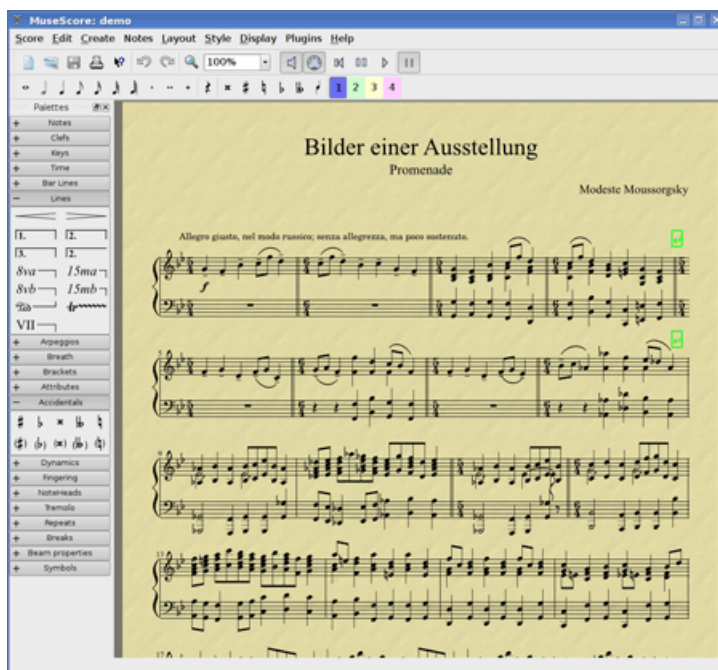 MuseScore: demo
Score Edit Create Notes Layout Style Display Plugins Help
100%
1 2 3 4
Palettes
+ Notes
+ Clefs
+ Keys
+ Time
+ Bar Lines
− Lines
1. 2.
3. 2.
8va 15ma
8vb 15mb
VII
+ Arpeggios
+ Breath
+ Brackets
+ Attributes
− Accidentals
+ Dynamics
+ Fingering
+ NoteHeads
+ Tremolo
+ Repeats
+ Breaks
+ Beam properties
+ Symbols
Bilder einer Ausstellung
Promenade
Modeste Moussorgsky
Allegro giusto, nel modo russico; senza allegrezza, ma poco sostenuto.
f
5
9
13
17